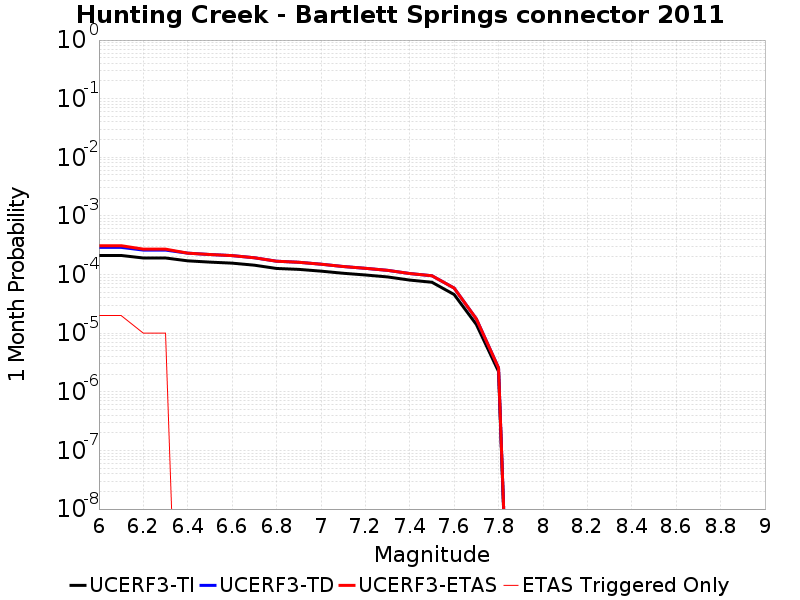 Hunting Creek - Bartlett Springs connector 2011
10^0
10^-1
10^-2
10^-3
10^-4
10^-5
10^-6
10^-7
10^-8
1 Month Probability
6 6.2 6.4 6.6 6.8 7 7.2 7.4 7.6 7.8 8 8.2 8.4 8.6 8.8 9
Magnitude
UCERF3-TI UCERF3-TD UCERF3-ETAS ETAS Triggered Only